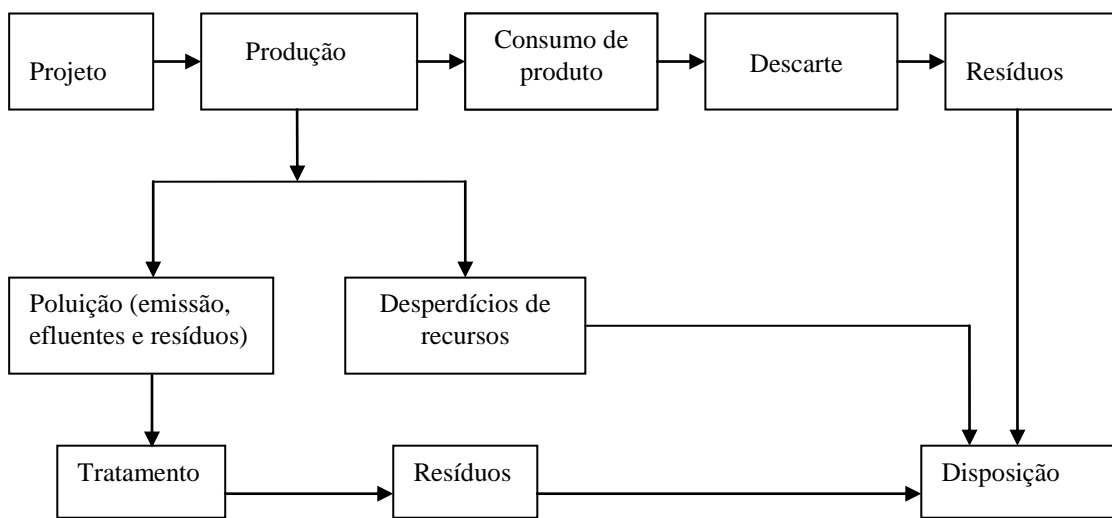 Projeto
Produção
Consumo de
produto
Descarte
Resíduos
Poluição (emissão,
efluentes e resíduos)
Desperdícios de
recursos
Tratamento
Resíduos
Disposição